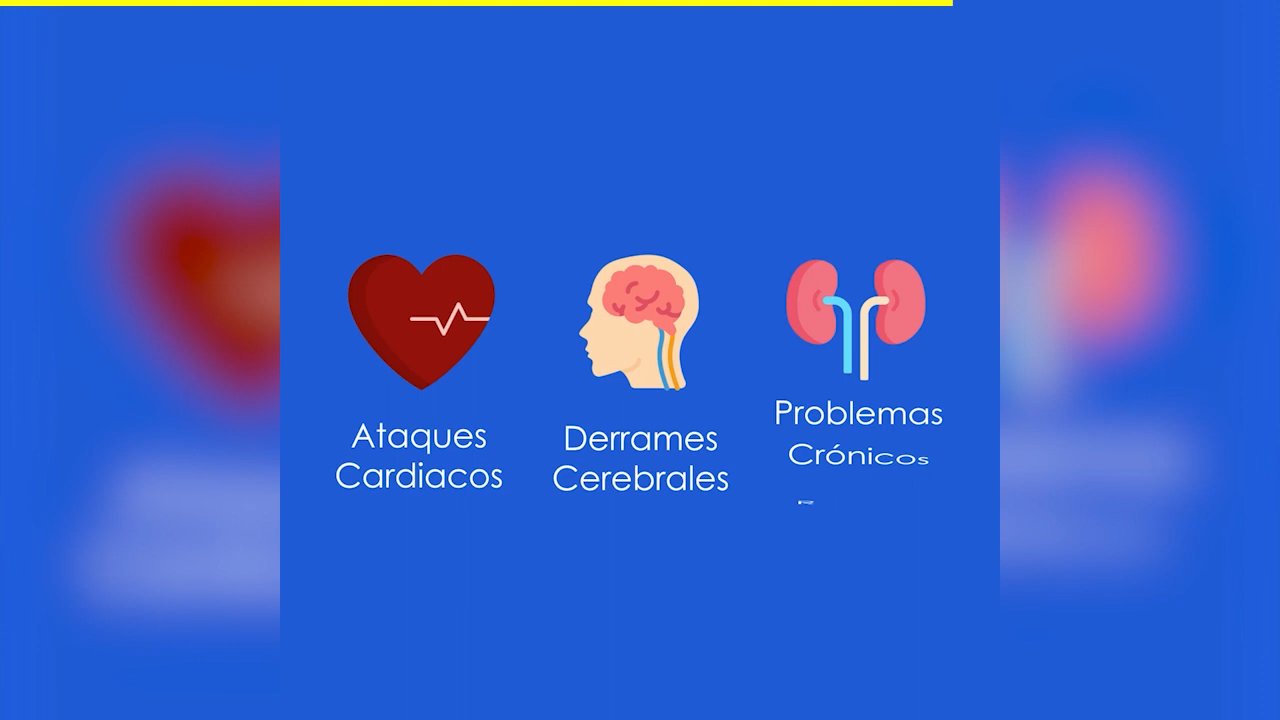 Ataques
Cardiacos
Derrames
Cerebrales
Problemas
Crónicos